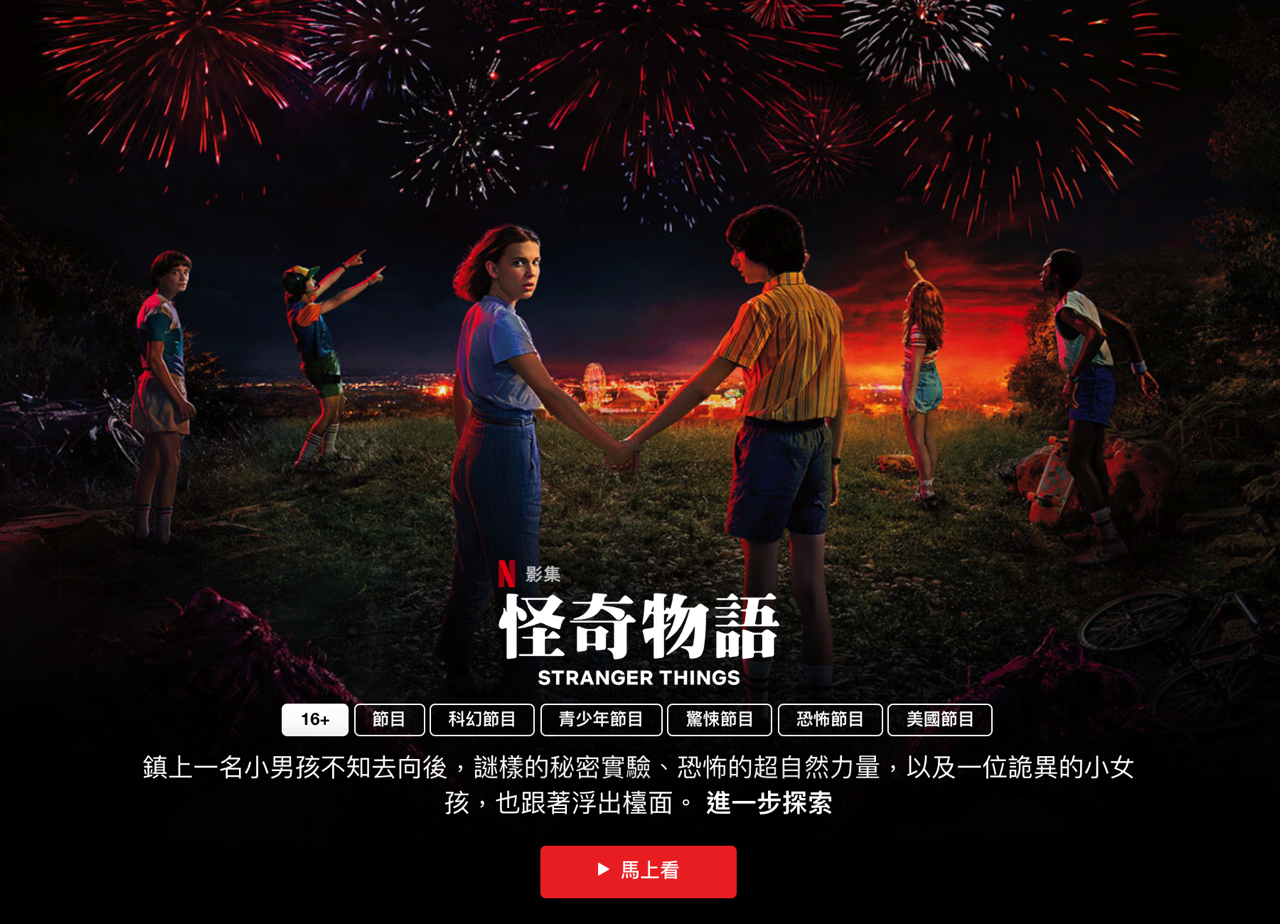 N 影集
怪奇物語
STRANGER THINGS
16+ 節目 科幻節目 青少年節目 驚悚節目 恐怖節目 美國節目
鎮上一名小男孩不知去向後，謎樣的秘密實驗、恐怖的超自然力量，以及一位詭異的小女
孩，也跟著浮出檯面。 進一步探索
馬上看